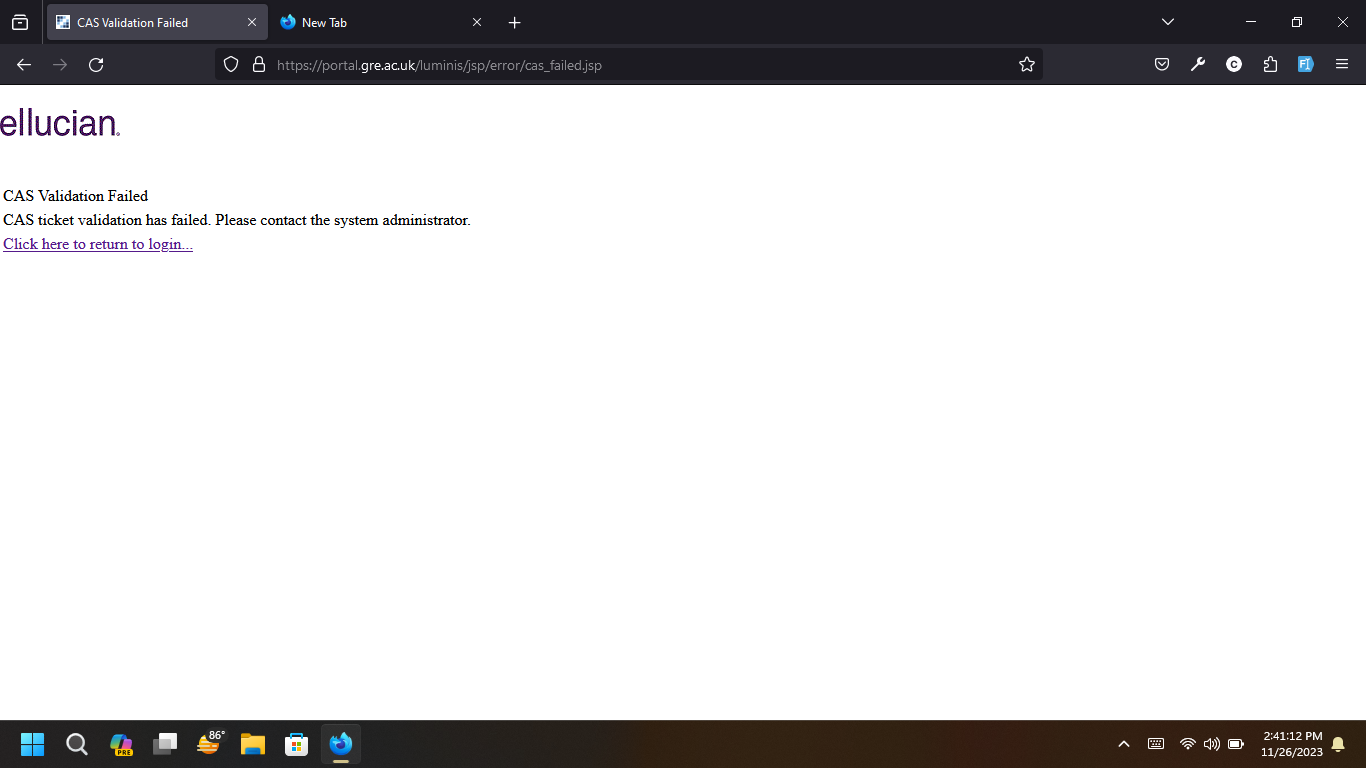 CAS Validation Failed
New Tab
https://portal.gre.ac.uk/luminis/jsp/error/cas_failed.jsp
C
FI
ellucian.
CAS Validation Failed
CAS ticket validation has failed. Please contact the system administrator.
Click here to return to login...
PRE
86°
2:41:12 PM
11/26/2023